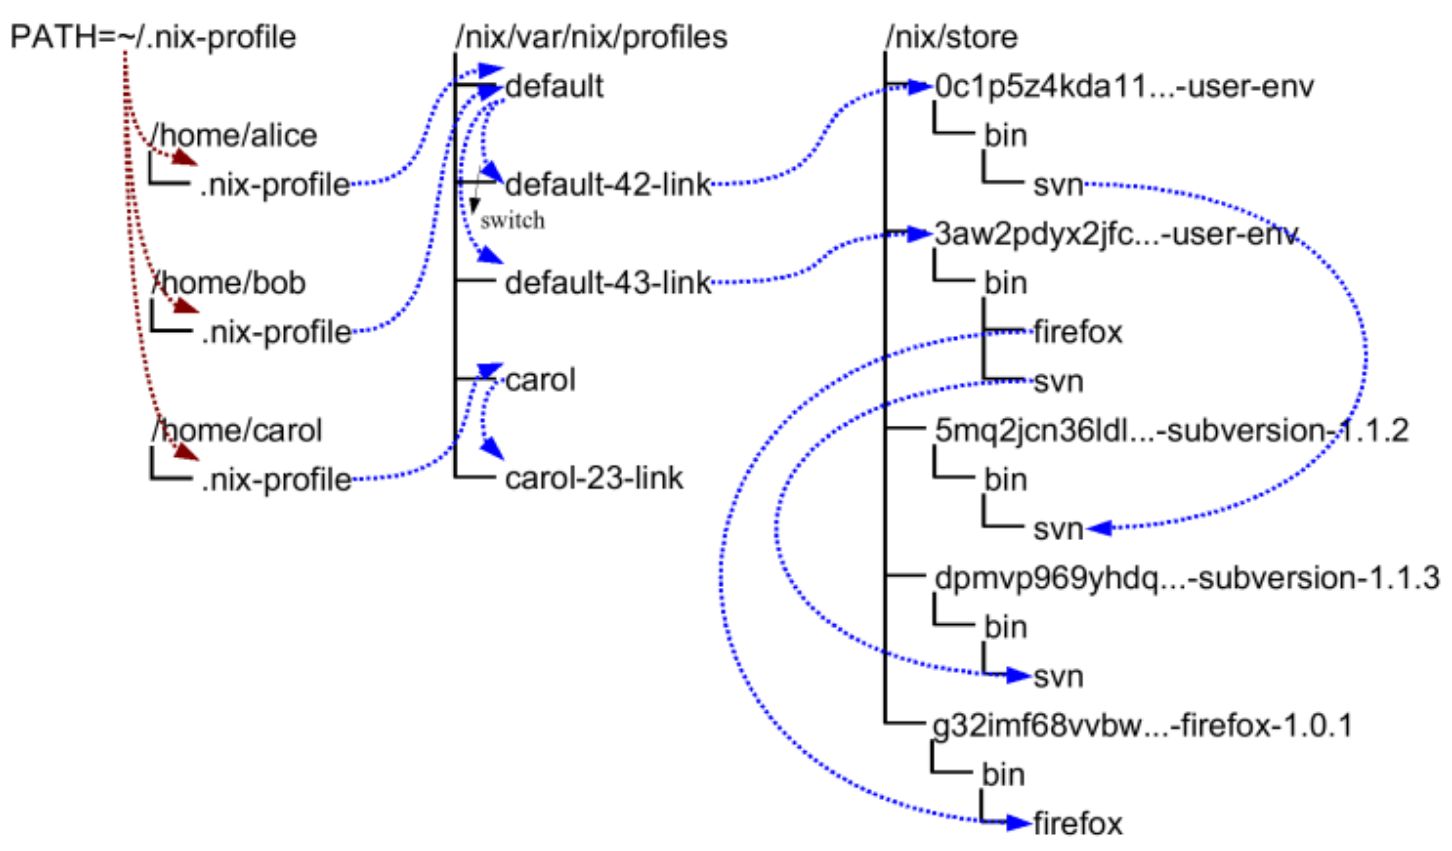 PATH=~/.nix-profile
/home/alice
.nix-profile
/home/bob
.nix-profile
/home/carol
.nix-profile
/nix/var/nix/profiles
default
default-42-link
switch
default-43-link
carol
carol-23-link
/nix/store
0c1p5z4kda11...-user-env
bin
svn
3aw2pdyx2jfc...-user-env
bin
firefox
svn
5mq2jcn36ldl...-subversion-1.1.2
bin
svn
dpmvp969yhdq...-subversion-1.1.3
bin
svn
g32imf68vvbw...-firefox-1.0.1
bin
firefox